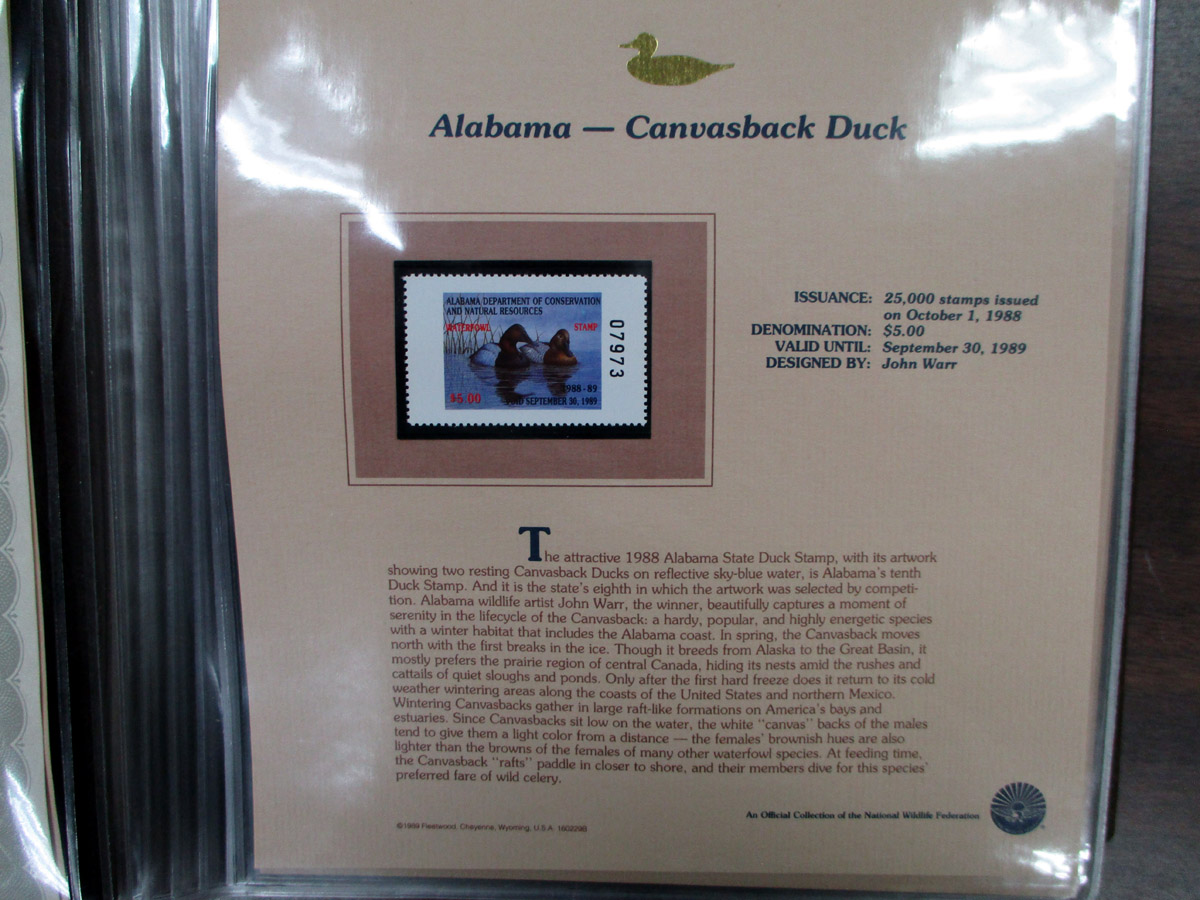 Alabama — Canvasback Duck
ALABAMA DEPARTMENT OF CONSERVATION
AND NATURAL RESOURCES
WATERFOWL STAMP
07973
1988-89
$5.00
VOID SEPTEMBER 30, 1989
ISSUANCE: 25,000 stamps issued
on October 1, 1988
DENOMINATION: $5.00
VALID UNTIL: September 30, 1989
DESIGNED BY: John Warr
The attractive 1988 Alabama State Duck Stamp, with its artwork
showing two resting Canvasback Ducks on reflective sky-blue water, is Alabama's tenth
Duck Stamp. And it is the state's eighth in which the artwork was selected by competi-
tion. Alabama wildlife artist John Warr, the winner, beautifully captures a moment of
serenity in the lifecycle of the Canvasback: a hardy, popular, and highly energetic species
with a winter habitat that includes the Alabama coast. In spring, the Canvasback moves
north with the first breaks in the ice. Though it breeds from Alaska to the Great Basin, it
mostly prefers the prairie region of central Canada, hiding its nests amid the rushes and
cattails of quiet sloughs and ponds. Only after the first hard freeze does it return to its cold
weather wintering areas along the coasts of the United States and northern Mexico.
Wintering Canvasbacks gather in large raft-like formations on America's bays and
estuaries. Since Canvasbacks sit low on the water, the white "canvas" backs of the males
tend to give them a light color from a distance — the females' brownish hues are also
lighter than the browns of the females of many other waterfowl species. At feeding time,
the Canvasback "rafts" paddle in closer to shore, and their members dive for this species'
preferred fare of wild celery.
©1989 Fleetwood, Cheyenne, Wyoming, U.S.A. 160229B
An Official Collection of the National Wildlife Federation